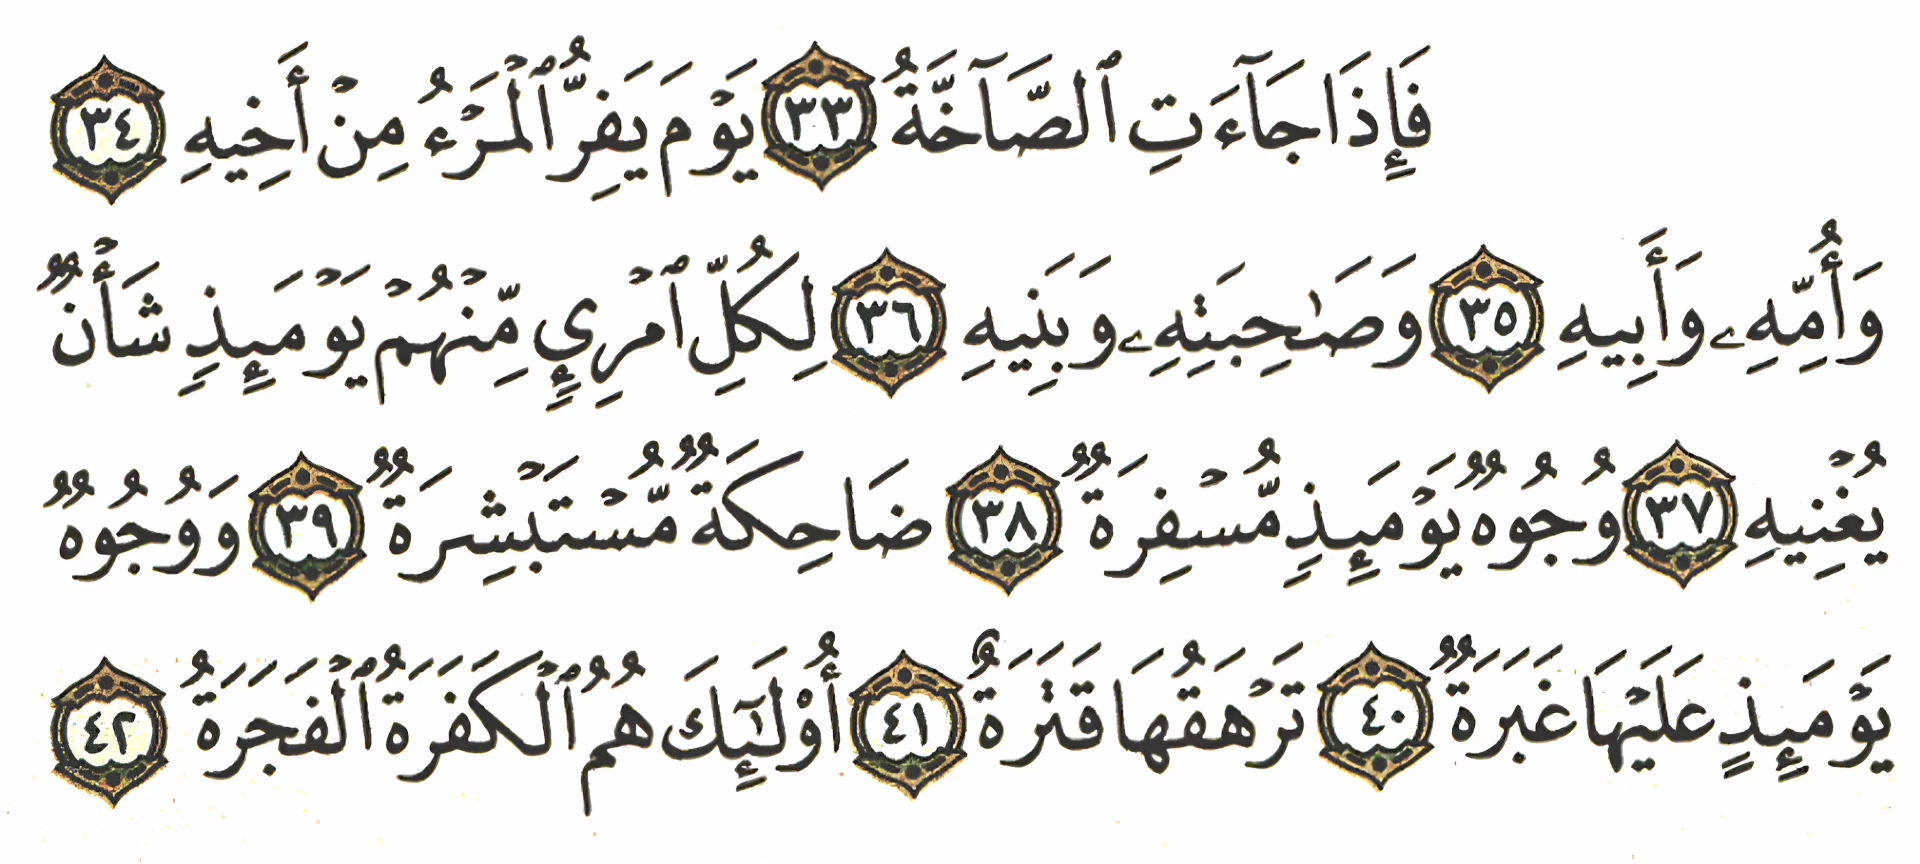 فَإِذَا جَآءَتِ ٱلصَّآخَّةُ ٣٣ يَوْمَ يَفِرُّ ٱلْمَرْءُ مِنْ أَخِيهِ ٣٤
وَأُمِّهِۦ وَأَبِيهِ ٣٥ وَصَٰحِبَتِهِۦ وَبَنِيهِ ٣٦ لِكُلِّ ٱمْرِئٍ مِّنْهُمْ يَوْمَئِذٍ شَأْنٌ
يُغْنِيهِ ٣٧ وُجُوهٌ يَوْمَئِذٍ مُّسْفِرَةٌ ٣٨ ضَاحِكَةٌ مُّسْتَبْشِرَةٌ ٣٩ وَوُجُوهٌ
يَوْمَئِذٍ عَلَيْهَا غَبَرَةٌ ٤٠ تَرْهَقُهَا قَتَرَةٌ ٤١ أُوْلَٰٓئِكَ هُمُ ٱلْكَفَرَةُ ٱلْفَجَرَةُ ٤٢